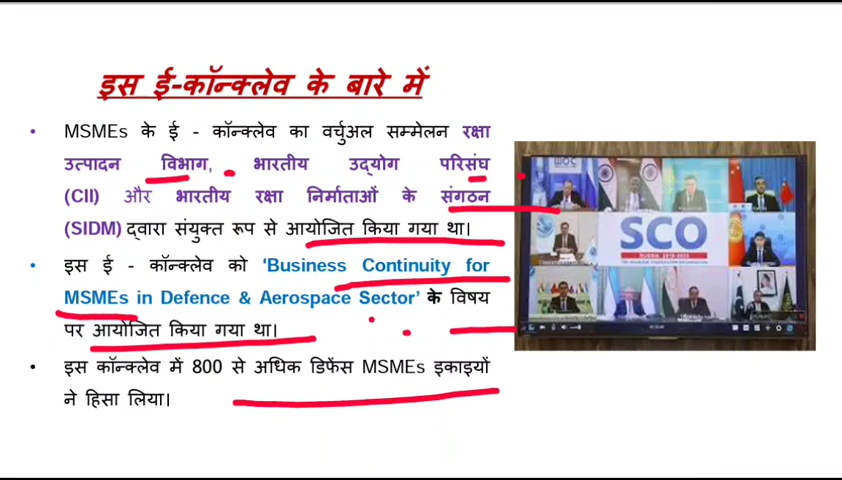 इस ई-कॉन्क्लेव के बारे में
• MSMEs के ई - कॉन्क्लेव का वर्चुअल सम्मेलन रक्षा
उत्पादन विभाग, भारतीय उद्योग परिसंघ
(CII) और भारतीय रक्षा निर्माताओं के संगठन
(SIDM) द्वारा संयुक्त रूप से आयोजित किया गया था।
• इस ई - कॉन्क्लेव को 'Business Continuity for
MSMEs in Defence & Aerospace Sector' के विषय
पर आयोजित किया गया था।
• इस कॉन्क्लेव में 800 से अधिक डिफेंस MSMEs इकाइयों
ने हिसा लिया।
SCO